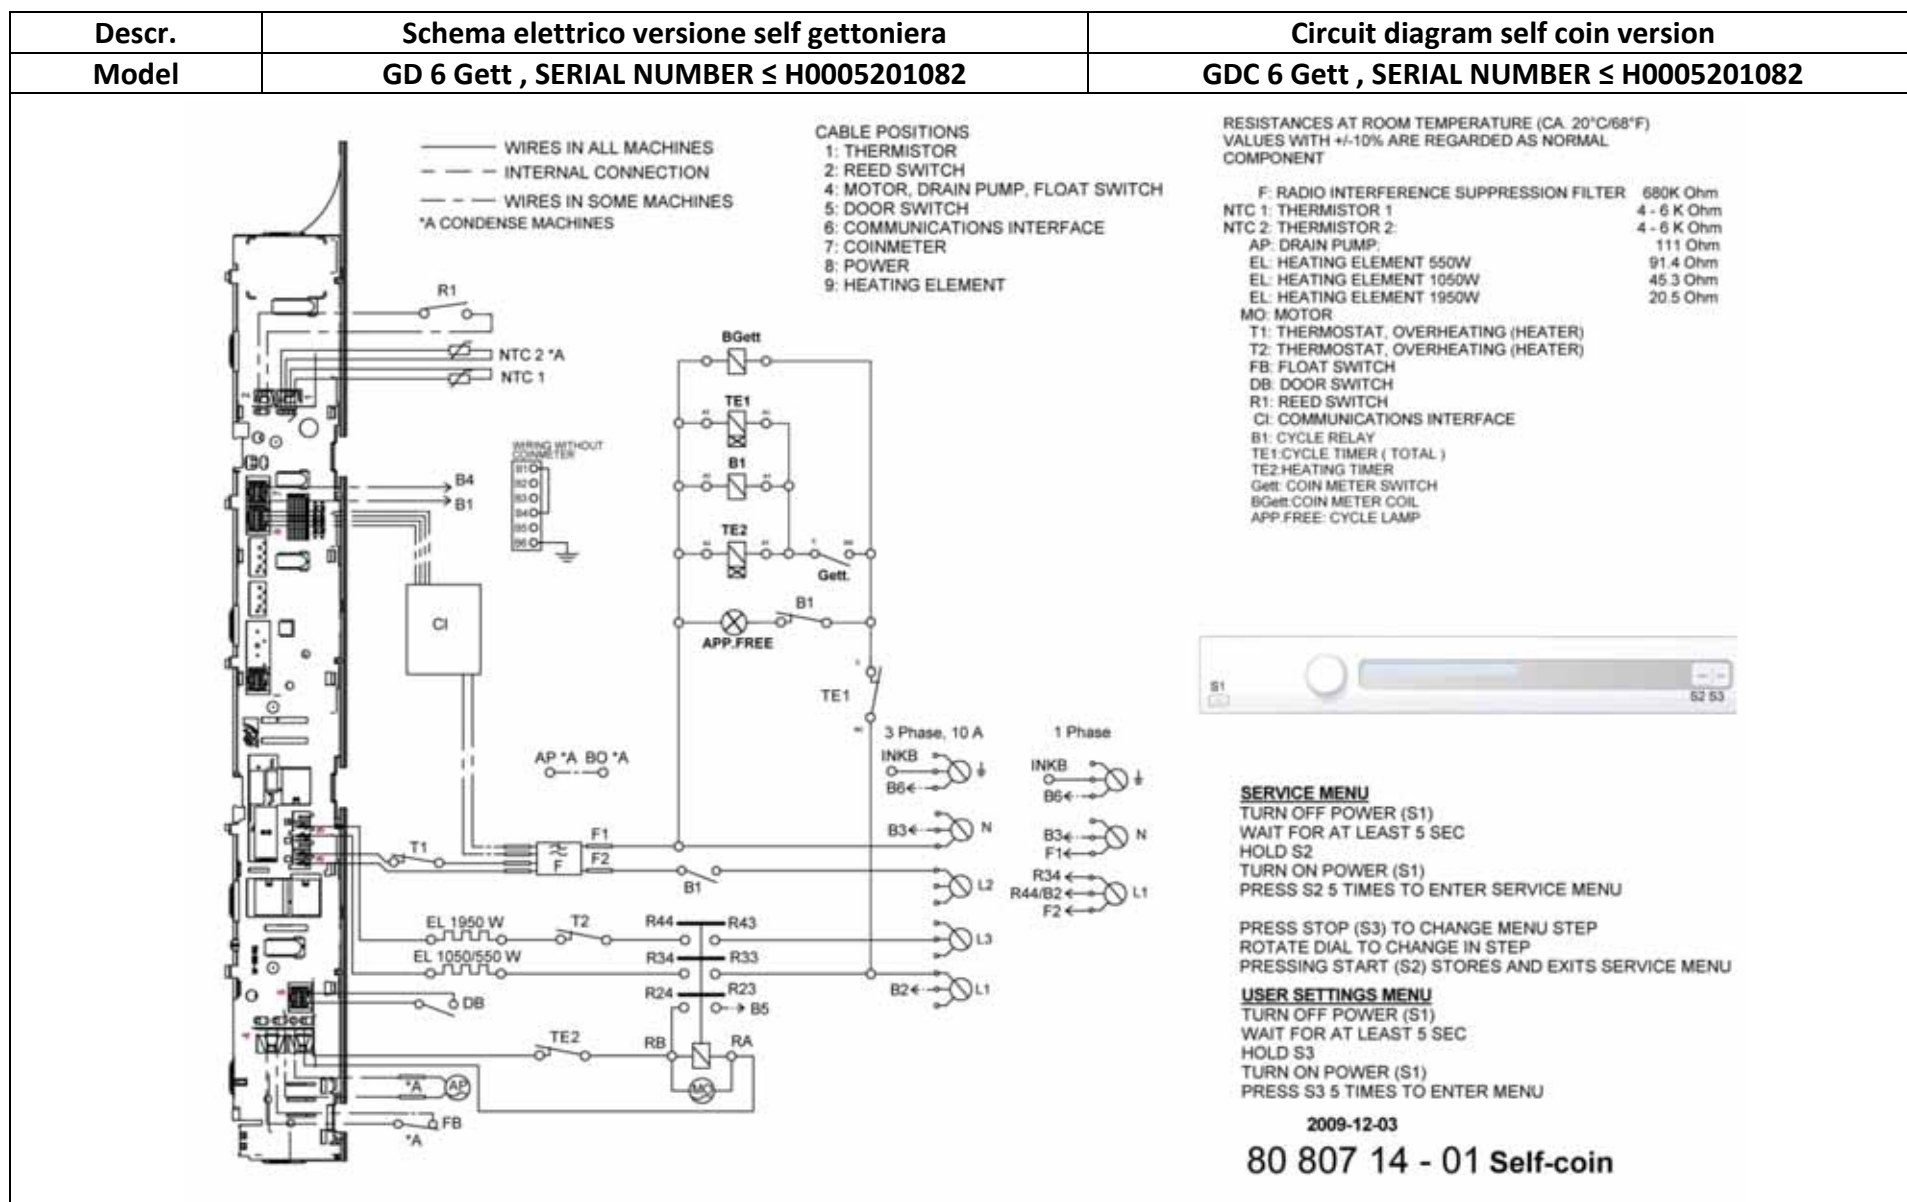 Descr.
Schema elettrico versione self gettoniera
Circuit diagram self coin version
Model
GD 6 Gett , SERIAL NUMBER ≤ H0005201082
GDC 6 Gett , SERIAL NUMBER ≤ H0005201082
WIRES IN ALL MACHINES
INTERNAL CONNECTION
WIRES IN SOME MACHINES
*A CONDENSE MACHINES
CABLE POSITIONS
1: THERMISTOR
2: REED SWITCH
4: MOTOR, DRAIN PUMP, FLOAT SWITCH
5: DOOR SWITCH
6: COMMUNICATIONS INTERFACE
7: COINMETER
8: POWER
9: HEATING ELEMENT
RESISTANCES AT ROOM TEMPERATURE (CA. 20°C/68°F)
VALUES WITH +/-10% ARE REGARDED AS NORMAL
COMPONENT
F: RADIO INTERFERENCE SUPPRESSION FILTER 680K Ohm
NTC 1: THERMISTOR 1 4 - 6 K Ohm
NTC 2: THERMISTOR 2: 4 - 6 K Ohm
AP: DRAIN PUMP: 111 Ohm
EL: HEATING ELEMENT 550W 91.4 Ohm
EL: HEATING ELEMENT 1050W 45.3 Ohm
EL: HEATING ELEMENT 1950W 20.5 Ohm
MO: MOTOR
T1: THERMOSTAT, OVERHEATING (HEATER)
T2: THERMOSTAT, OVERHEATING (HEATER)
FB: FLOAT SWITCH
DB: DOOR SWITCH
R1: REED SWITCH
CI: COMMUNICATIONS INTERFACE
B1: CYCLE RELAY
TE1:CYCLE TIMER ( TOTAL )
TE2:HEATING TIMER
Gett: COIN METER SWITCH
BGett:COIN METER COIL
APP.FREE: CYCLE LAMP
R1
NTC 2 *A
NTC 1
BGett
TE1
B1
TE2
Gett.
B1
APP.FREE
TE1
WIRING WITHOUT
COINMETER
B1
B2
B3
B4
B5
B6
B4
B1
CI
S1
S2 S3
AP *A BO *A
3 Phase, 10 A
1 Phase
INKB
B6
B3
N
L2
L3
B2
L1
INKB
B6
B3
N
F1
R34
R44/B2
L1
F2
T1
F
F1
F2
B1
EL 1950 W
T2
R44
R43
EL 1050/550 W
R34
R33
R24
R23
B5
DB
TE2
RB
RA
MO
*A
AP
FB
*A
SERVICE MENU
TURN OFF POWER (S1)
WAIT FOR AT LEAST 5 SEC
HOLD S2
TURN ON POWER (S1)
PRESS S2 5 TIMES TO ENTER SERVICE MENU
PRESS STOP (S3) TO CHANGE MENU STEP
ROTATE DIAL TO CHANGE IN STEP
PRESSING START (S2) STORES AND EXITS SERVICE MENU
USER SETTINGS MENU
TURN OFF POWER (S1)
WAIT FOR AT LEAST 5 SEC
HOLD S3
TURN ON POWER (S1)
PRESS S3 5 TIMES TO ENTER MENU
2009-12-03
80 807 14 - 01 Self-coin